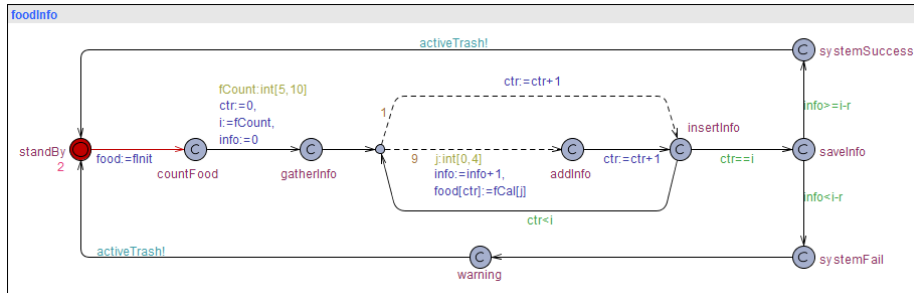 foodInfo
activeTrash!
systemSuccess
fCount:int[5,10]
ctr:=0,
i:=fCount,
info:=0
ctr:=ctr+1
1
info>=i-r
insertInfo
standBy
2
food:=fInit
countFood
gatherInfo
9
j:int[0,4]
info:=info+1,
food[ctr]:=fCal[j]
addInfo
ctr:=ctr+1
ctr==i
saveInfo
ctr<i
info<i-r
activeTrash!
warning
systemFail
C
C
C
C
C
C
C
C